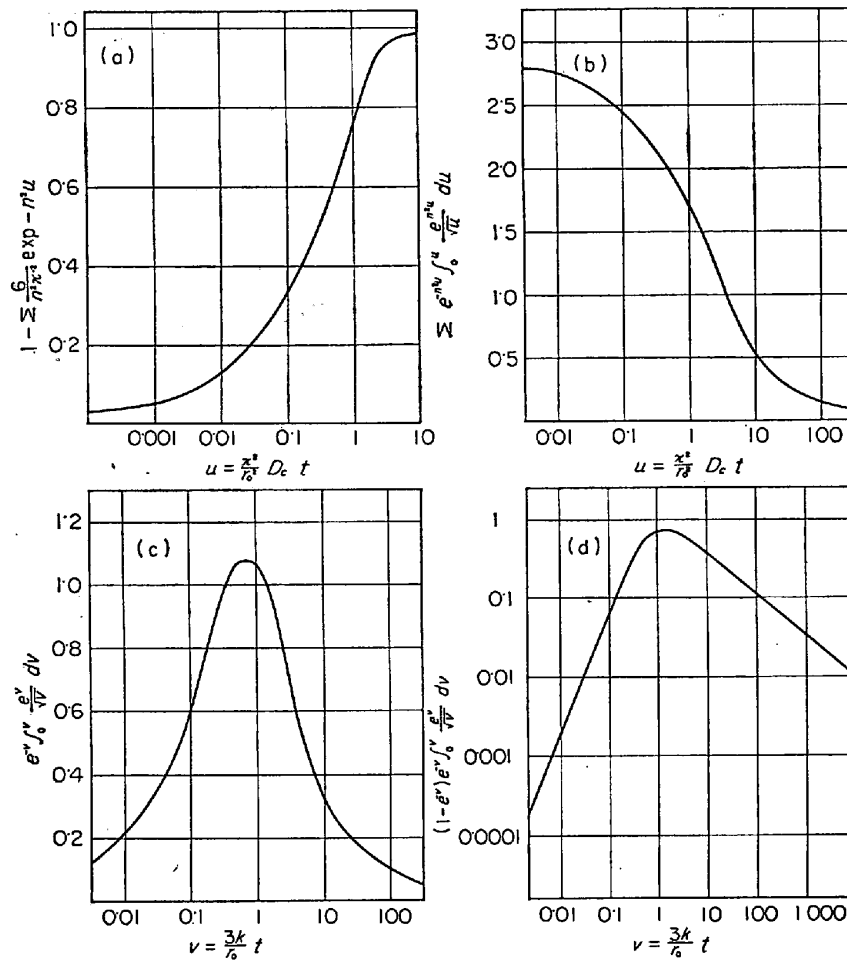 (a)
1·0
0·8
0·6
0·4
0·2
1 − Σ 6/n²π² exp − n²u
0·001 0·01 0·1 1 10
u = π²/r₀² D꜀ t
(b)
3·0
2·5
2·0
1·5
1·0
0·5
Σ e^-n²u ∫₀ᵘ e^n²u/√u du
0·01 0·1 1 10 100
u = π²/r₀² D꜀ t
(c)
1·2
1·0
0·8
0·6
0·4
0·2
e^-v ∫₀ᵛ e^v/√v dv
0·01 0·1 1 10 100
v = 3k/r₀ t
(d)
1
0·1
0·01
0·001
0·0001
(1−e^-v) e^-v ∫₀ᵛ e^v/√v dv
0·01 0·1 1 10 100 1000
v = 3k/r₀ t